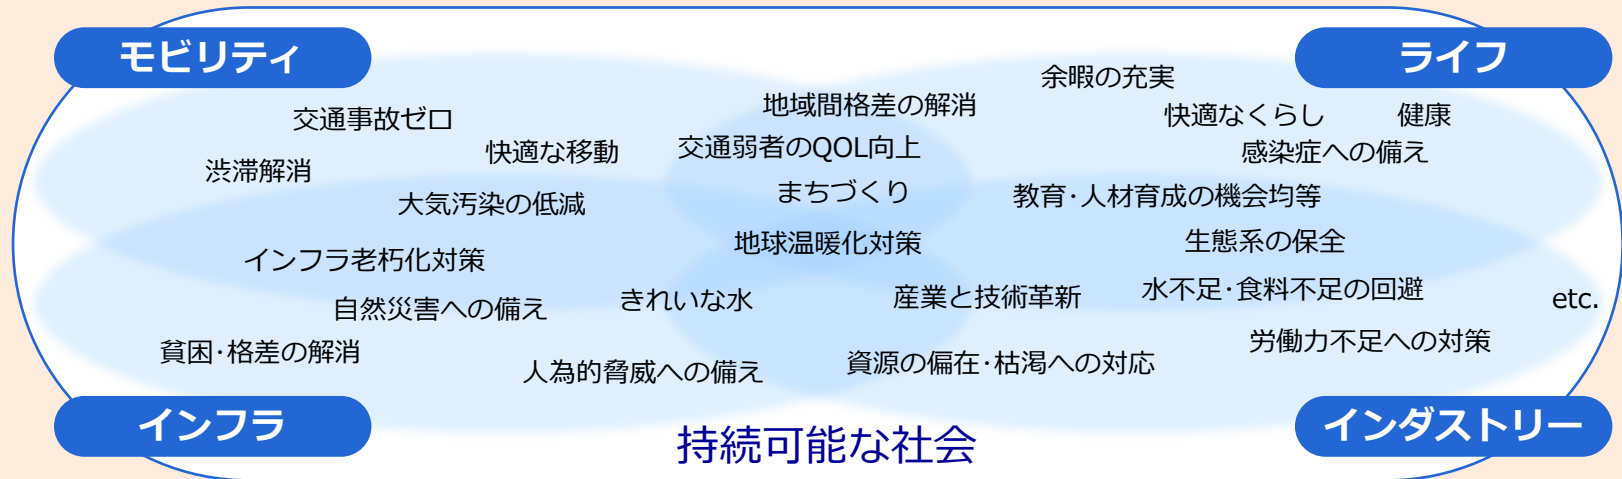 モビリティ
ライフ
余暇の充実
地域間格差の解消
交通事故ゼロ
快適なくらし
健康
快適な移動
交通弱者のQOL向上
感染症への備え
渋滞解消
まちづくり
教育・人材育成の機会均等
大気汚染の低減
地球温暖化対策
生態系の保全
インフラ老朽化対策
自然災害への備え
きれいな水
産業と技術革新
水不足・食料不足の回避
etc.
貧困・格差の解消
人為的脅威への備え
資源の偏在・枯渇への対応
労働力不足への対策
インフラ
持続可能な社会
インダストリー